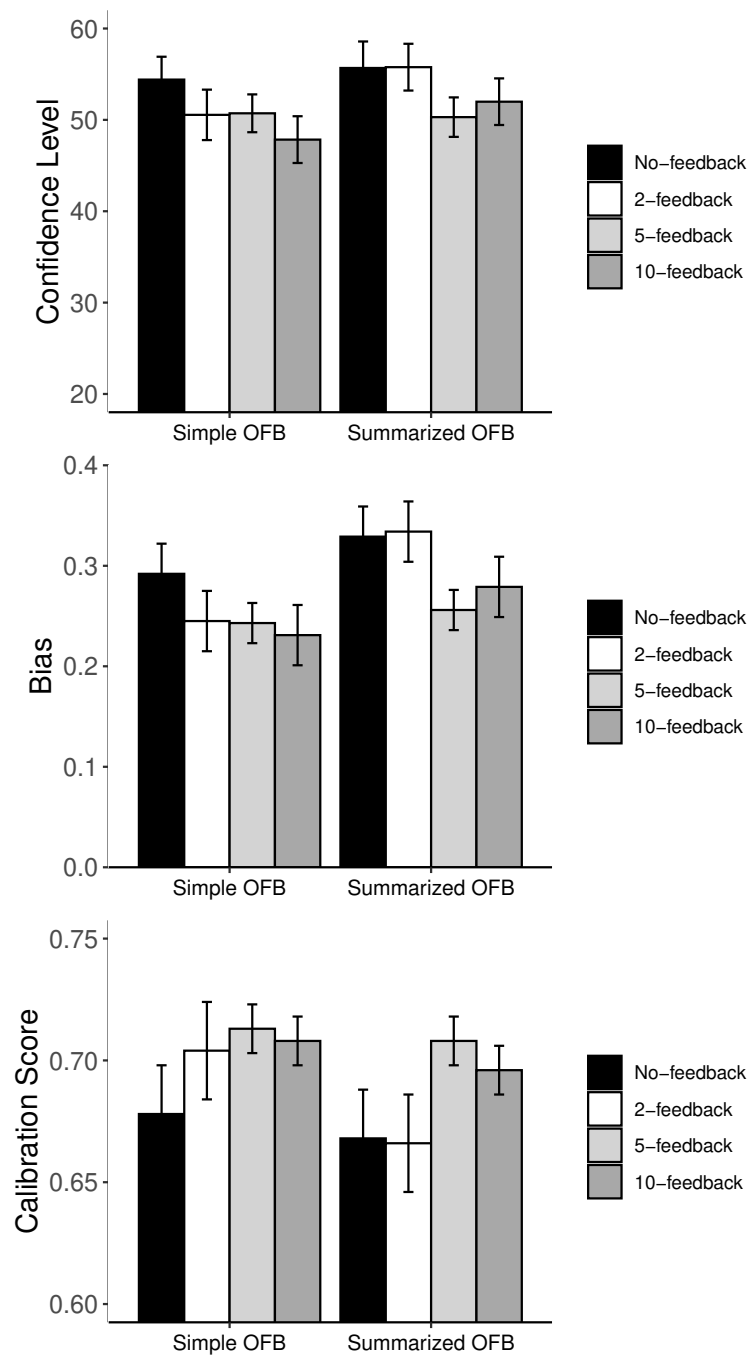 Confidence Level
60
50
40
30
20
Simple OFB
Summarized OFB
No-feedback
2-feedback
5-feedback
10-feedback
Bias
0.4
0.3
0.2
0.1
0.0
Simple OFB
Summarized OFB
No-feedback
2-feedback
5-feedback
10-feedback
Calibration Score
0.75
0.70
0.65
0.60
Simple OFB
Summarized OFB
No-feedback
2-feedback
5-feedback
10-feedback